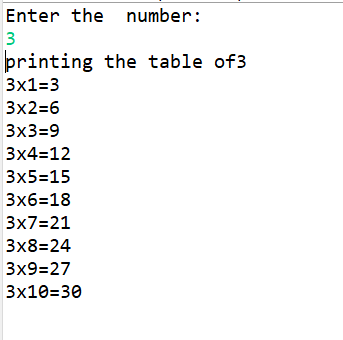 Enter the  number:
3
printing the table of3
3x1=3
3x2=6
3x3=9
3x4=12
3x5=15
3x6=18
3x7=21
3x8=24
3x9=27
3x10=30